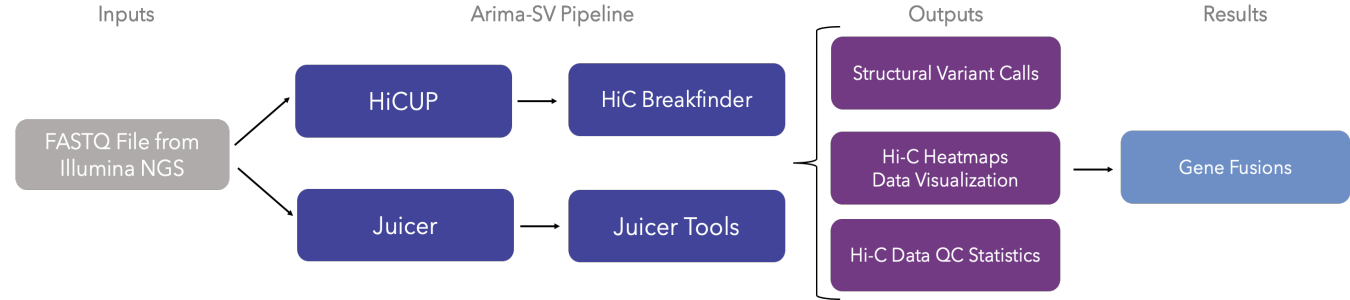 Inputs
Arima-SV Pipeline
Outputs
Results
FASTQ File from
Illumina NGS
HiCUP
HiC Breakfinder
Juicer
Juicer Tools
Structural Variant Calls
Hi-C Heatmaps
Data Visualization
Hi-C Data QC Statistics
Gene Fusions